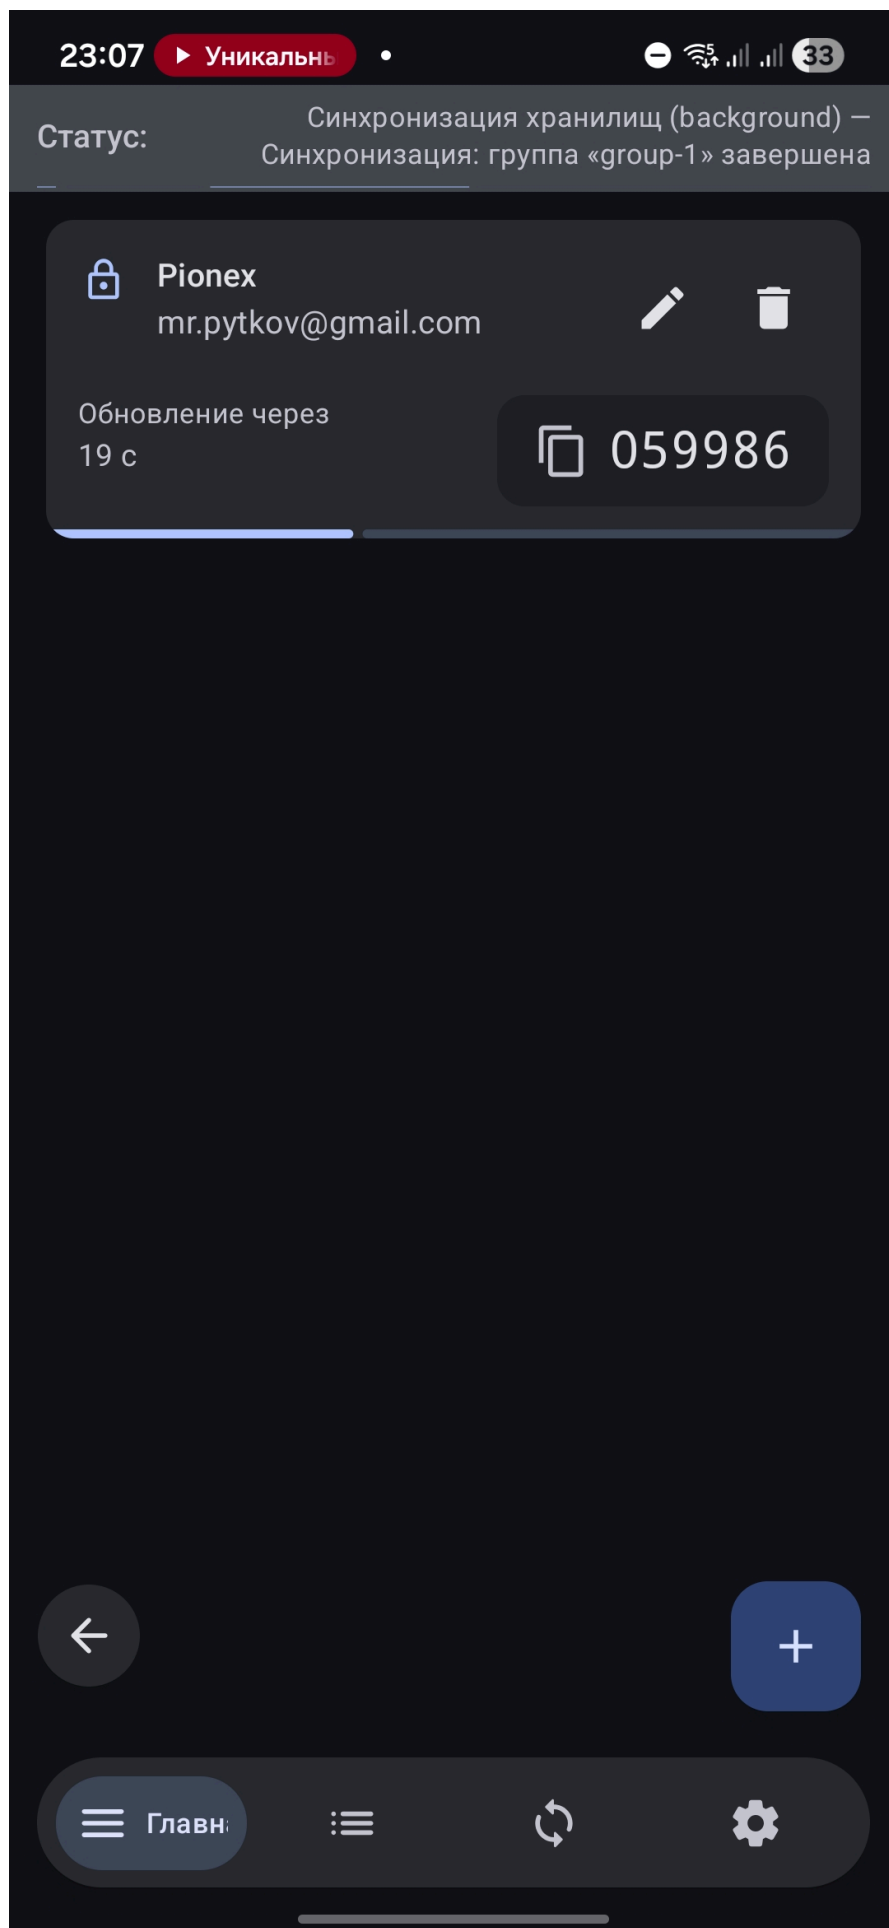 23:07
Уникальнь
33
Статус:
Синхронизация хранилищ (background) —
Синхронизация: группа «group-1» завершена
Pionex
mr.pytkov@gmail.com
Обновление через
19 с
059986
Главна